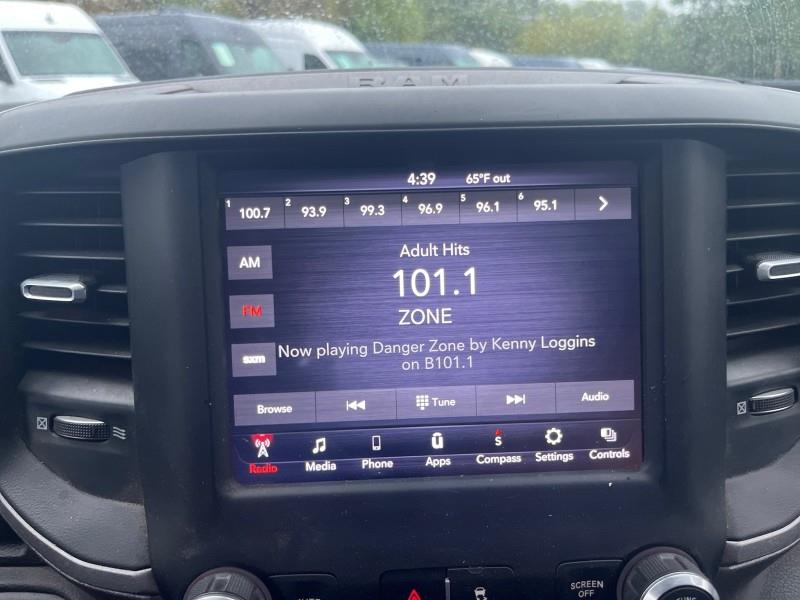 RAM
4:39 65°F out
1 100.7 2 93.9 3 99.3 4 96.9 5 96.1 6 95.1
Adult Hits
AM
101.1
FM
ZONE
sxm
Now playing Danger Zone by Kenny Loggins
on B101.1
Browse Tune Audio
Radio Media Phone Apps S Compass Settings Controls
SCREEN
OFF